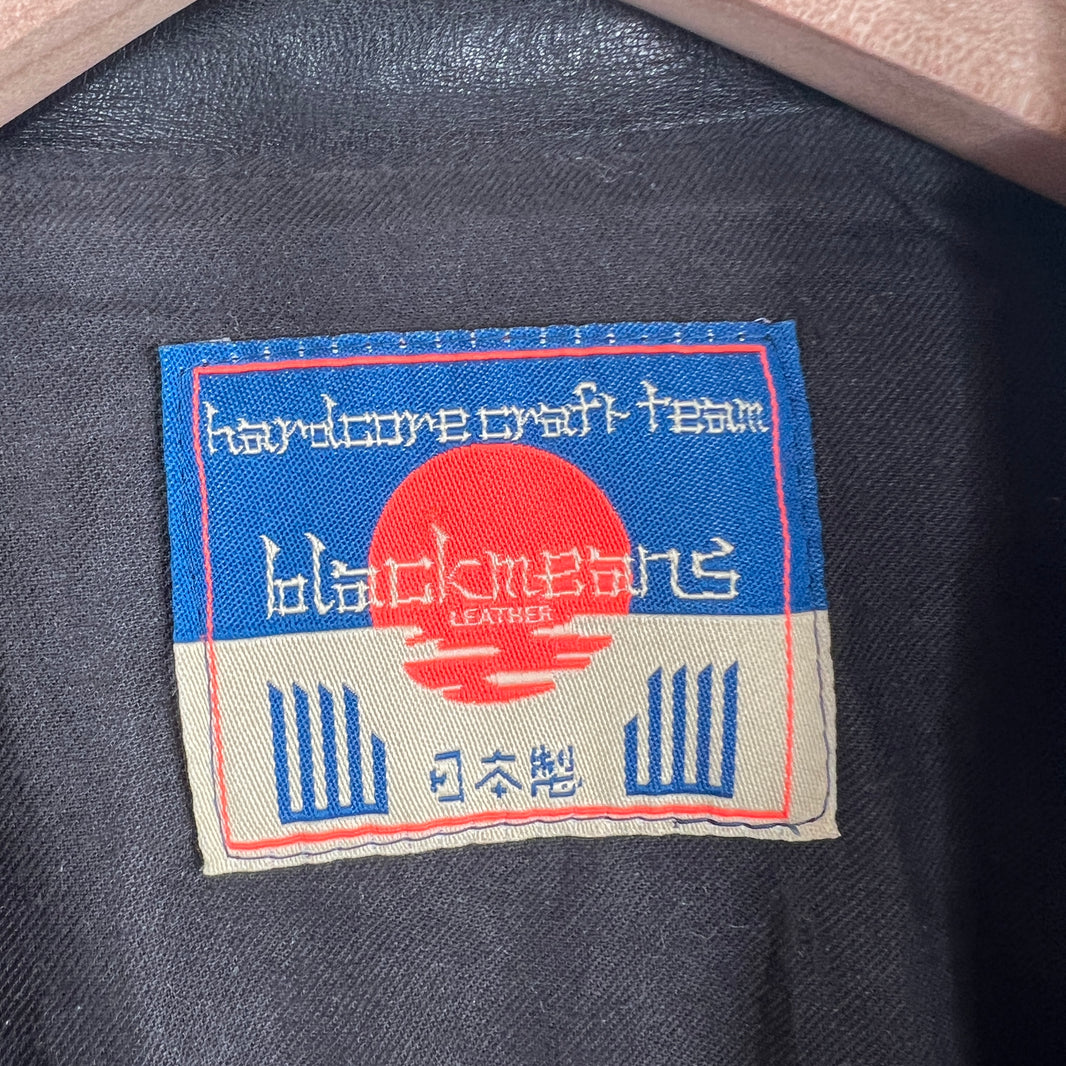 hardcore craft team
blackmeans
LEATHER
日本製